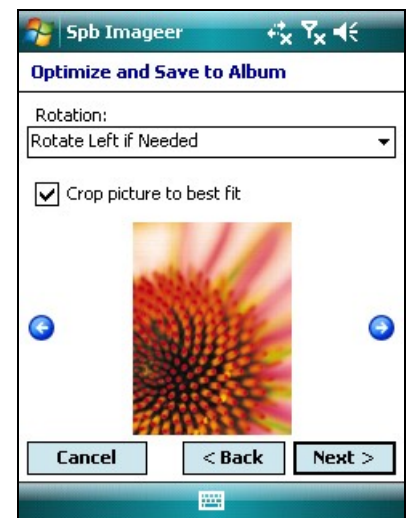 Spb Imageer
Optimize and Save to Album
Rotation:
Rotate Left if Needed
Crop picture to best fit
Cancel
< Back
Next >